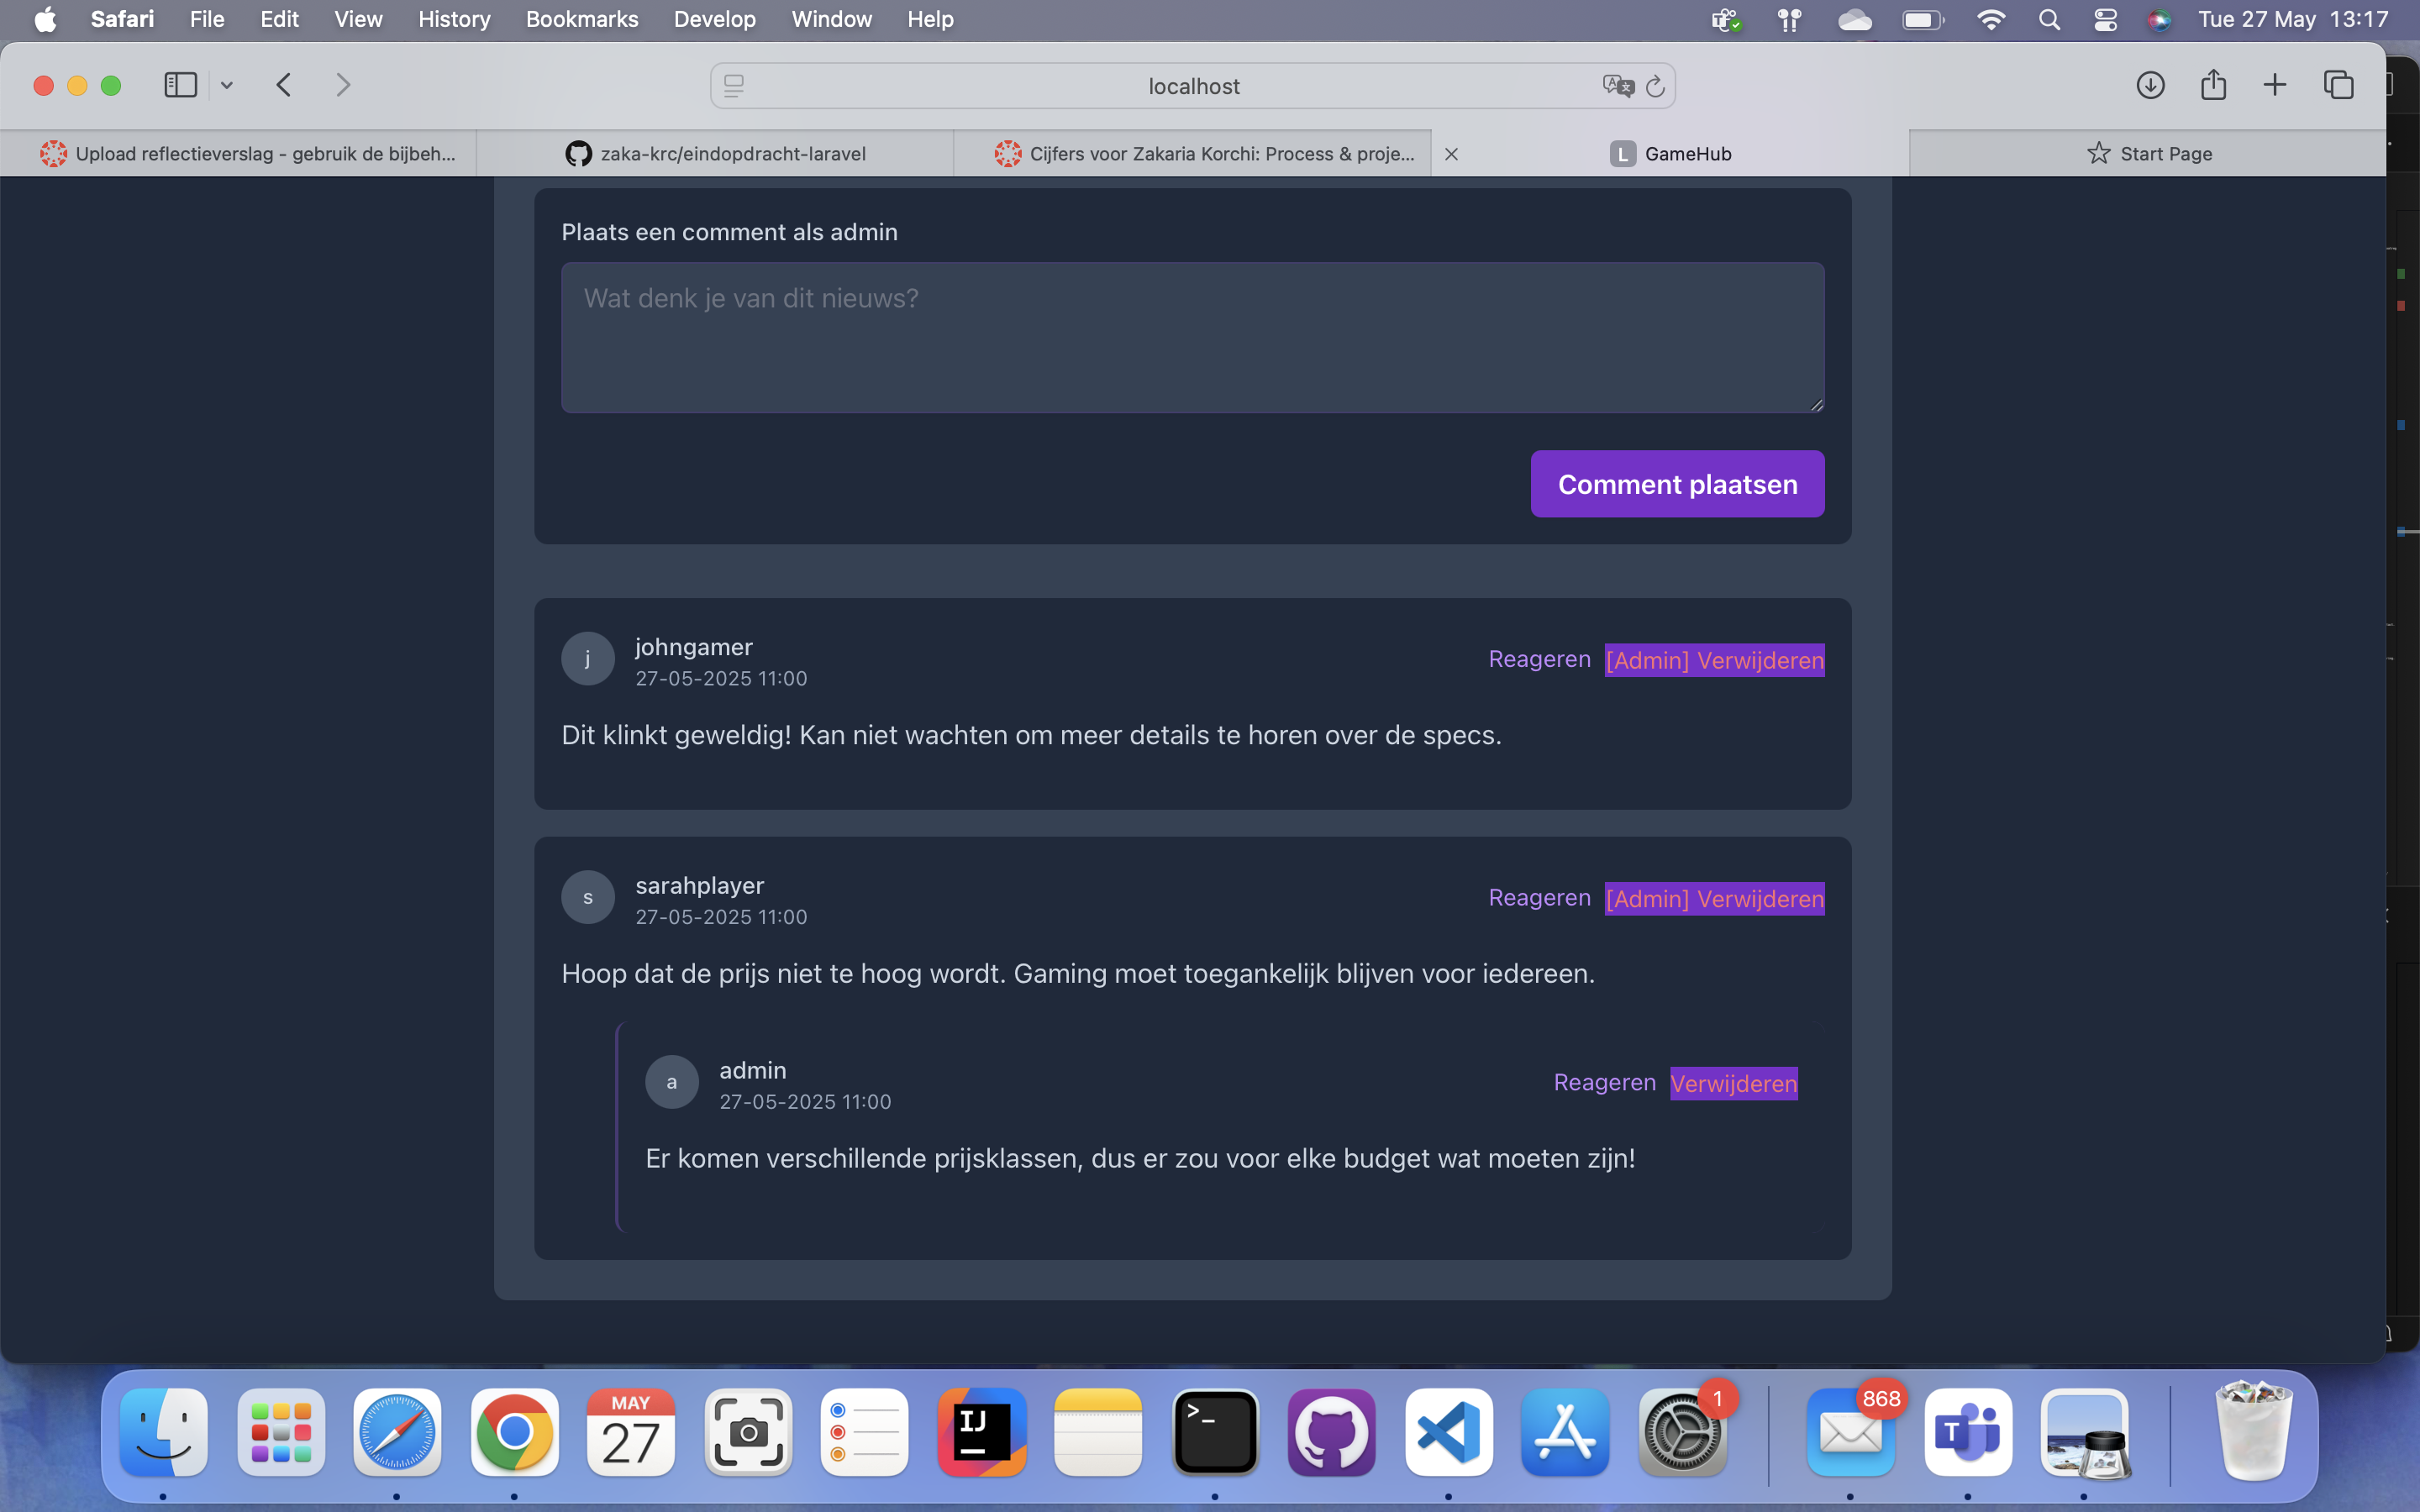 Safari File Edit View History Bookmarks Develop Window Help Tue 27 May 13:17
localhost
Upload reflectieverslag - gebruik de bijbeh... zaka-krc/eindopdracht-laravel Cijfers voor Zakaria Korchi: Process & proje... L GameHub Start Page
Plaats een comment als admin
Wat denk je van dit nieuws?
Comment plaatsen
j johngamer Reageren [Admin] Verwijderen
27-05-2025 11:00
Dit klinkt geweldig! Kan niet wachten om meer details te horen over de specs.
s sarahplayer Reageren [Admin] Verwijderen
27-05-2025 11:00
Hoop dat de prijs niet te hoog wordt. Gaming moet toegankelijk blijven voor iedereen.
a admin Reageren Verwijderen
27-05-2025 11:00
Er komen verschillende prijsklassen, dus er zou voor elke budget wat moeten zijn!
MAY 1 868
27 IJ >_ T